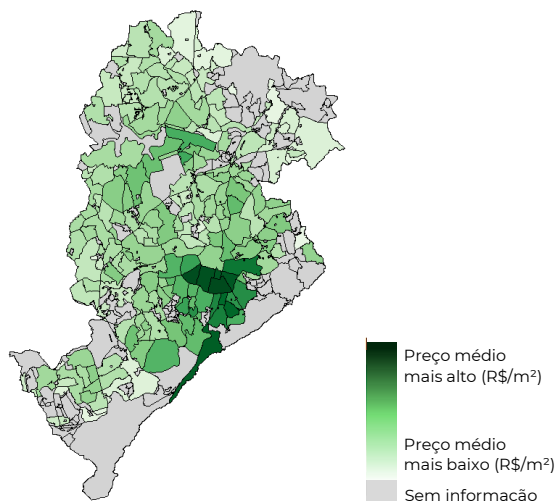 Preço médio
mais alto (R$/m²)
Preço médio
mais baixo (R$/m²)
Sem informação